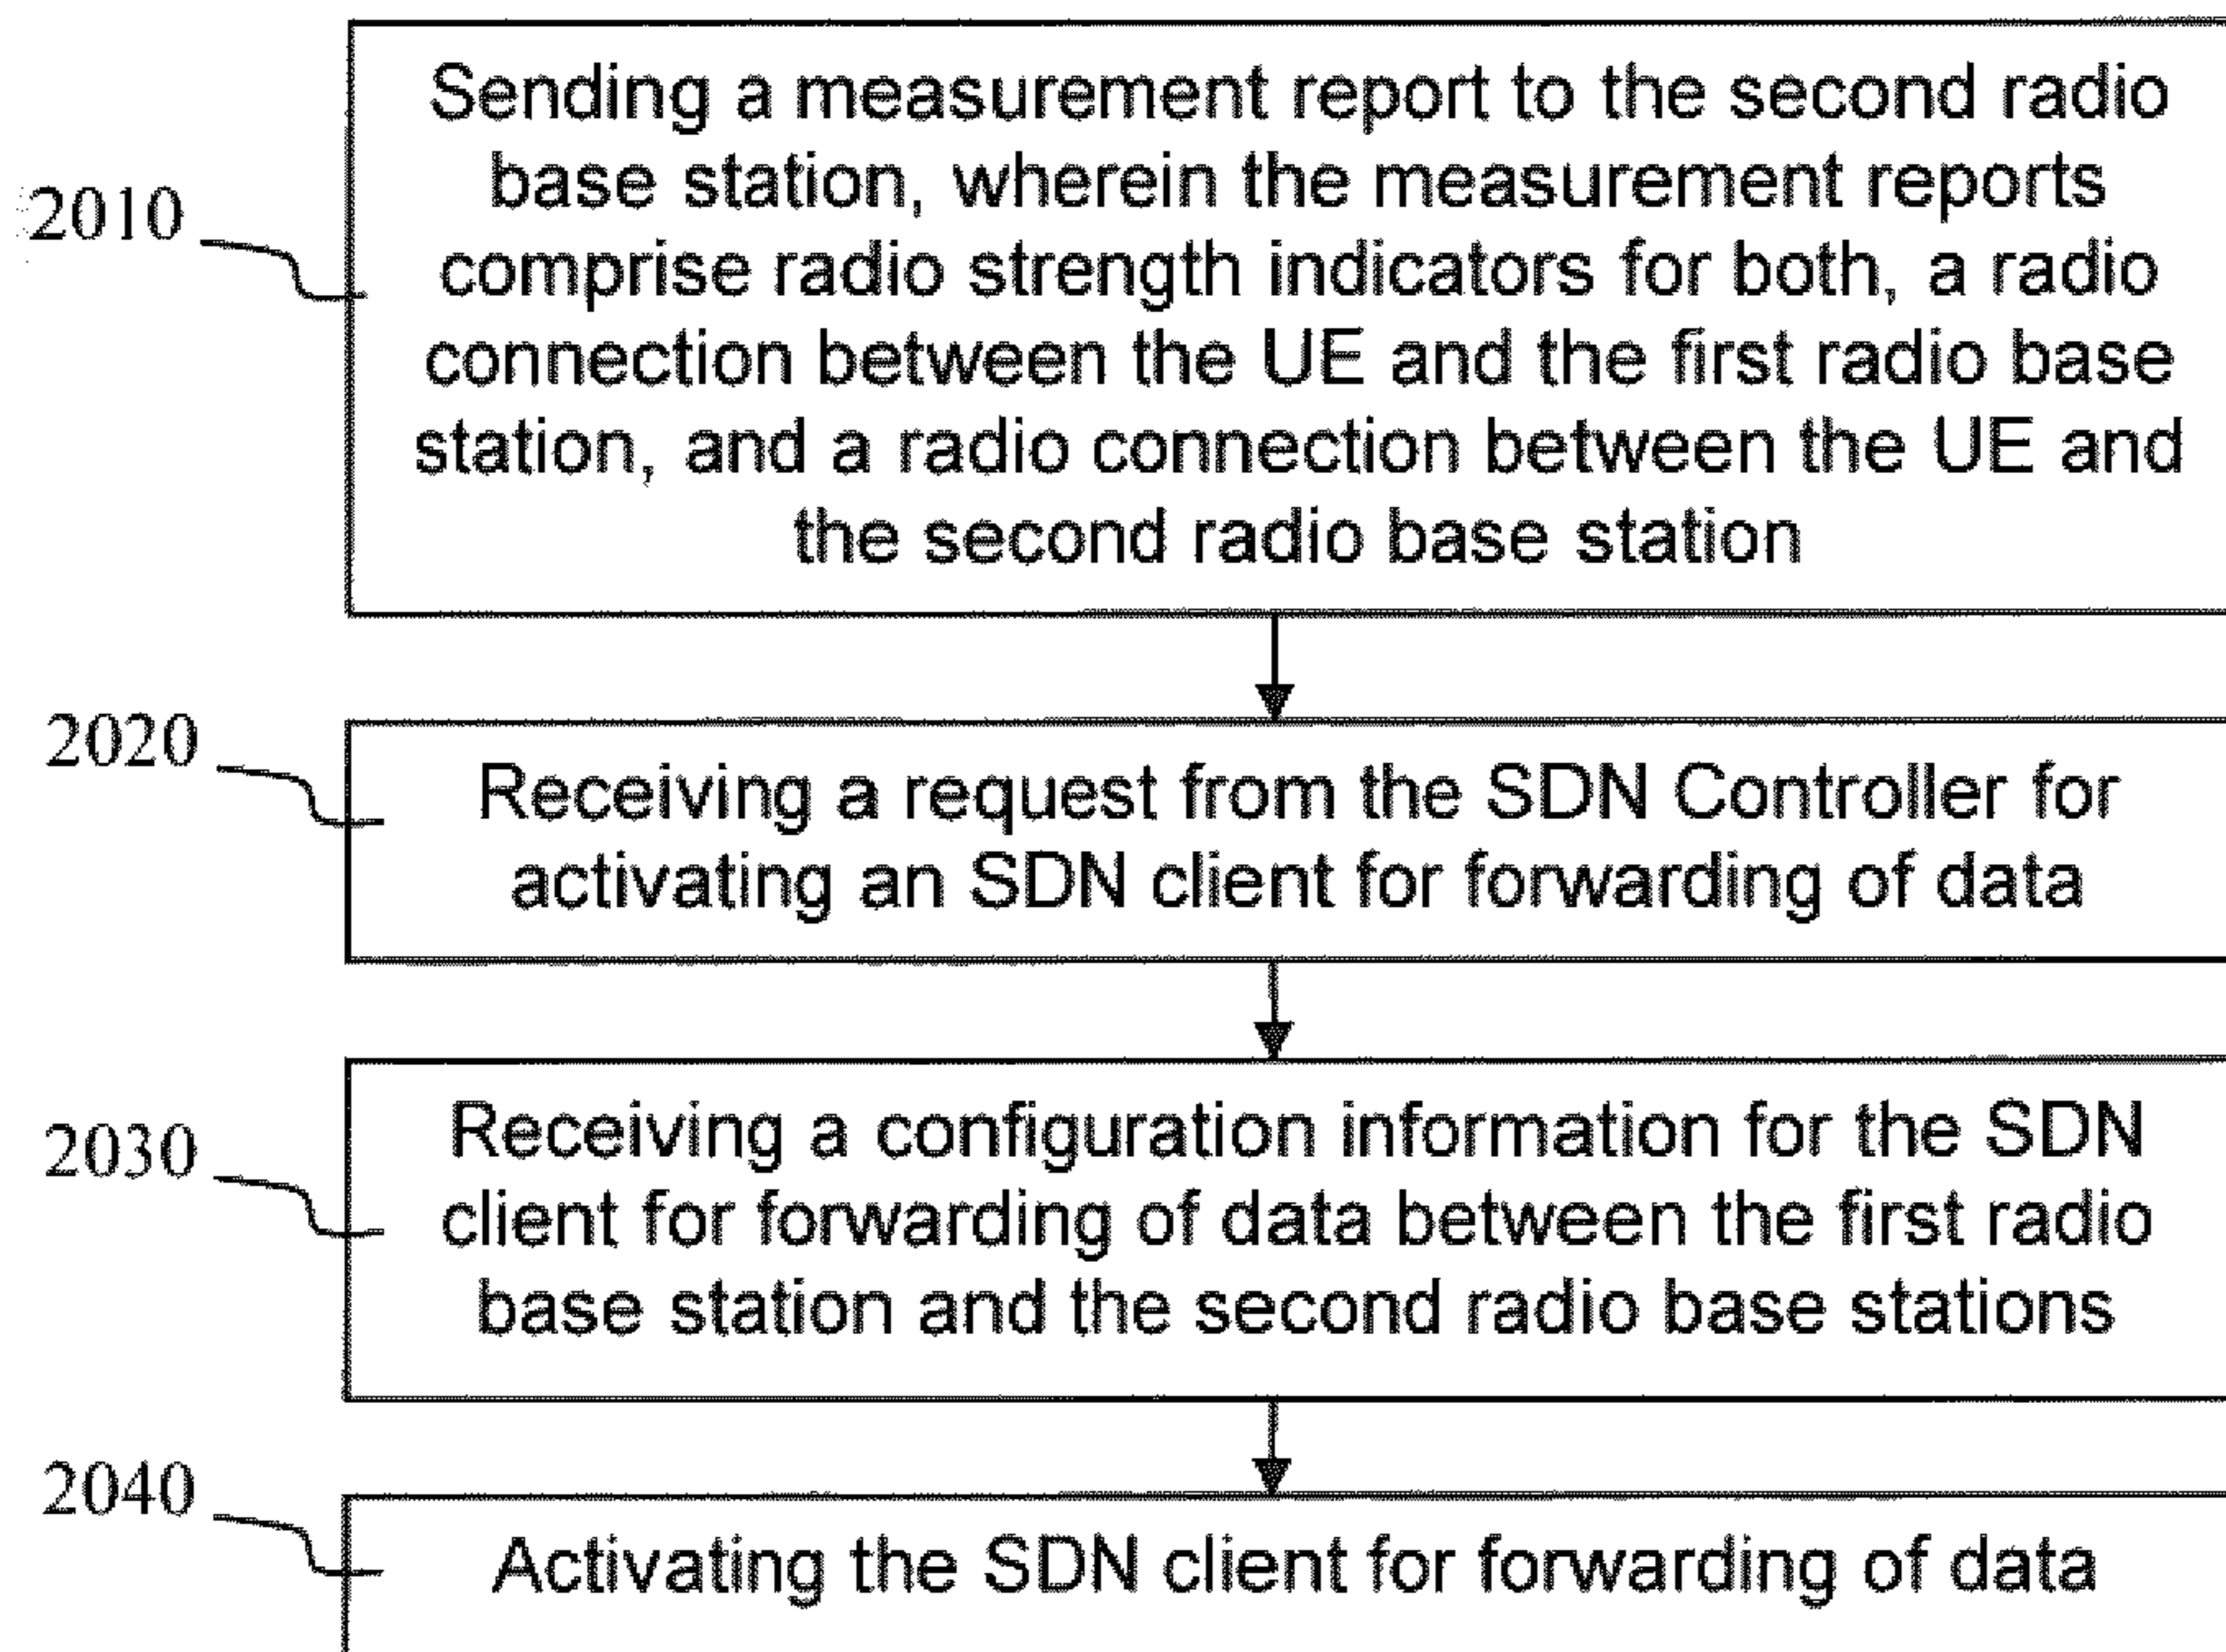 Sending a measurement report to the second radio
base station, wherein the measurement reports
2010
comprise radio strength indicators for both, a radio
connection between the UE and the first radio base
station, and a radio connection between the UE and
the second radio base station
2020
Receiving a request from the SDN Controller for
activating an SDN client for forwarding of data
2030
Receiving a configuration information for the SDN
client for forwarding of data between the first radio
base station and the second radio base stations
2040
Activating the SDN client for forwarding of data